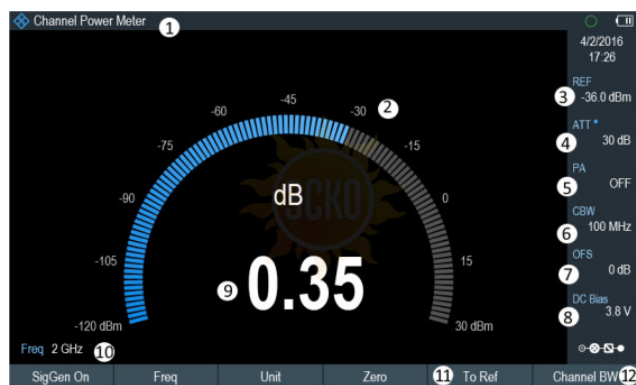 Channel Power Meter
1
4/2/2016
17:26
REF
3 -36.0 dBm
ATT
4 30 dB
PA
5 OFF
CBW
6 100 MHz
OFS
7 0 dB
DC Bias
8 3.8 V
-45
-60
-30
2
-75
-15
-90
0
-105
15
-120 dBm
30 dBm
dB
9 0.35
Freq 2 GHz 10
SigGen On Freq Unit Zero 11 To Ref Channel BW 12